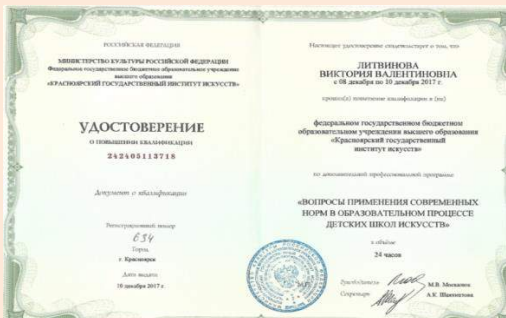 РОССИЙСКАЯ ФЕДЕРАЦИЯ
МИНИСТЕРСТВО КУЛЬТУРЫ РОССИЙСКОЙ ФЕДЕРАЦИИ
Федеральное государственное бюджетное образовательное учреждение
высшего образования
«КРАСНОЯРСКИЙ ГОСУДАРСТВЕННЫЙ ИНСТИТУТ ИСКУССТВ»
УДОСТОВЕРЕНИЕ
О ПОВЫШЕНИИ КВАЛИФИКАЦИИ
242405113718
Документ о квалификации
Регистрационный номер
634
Город
г. Красноярск
Дата выдачи
10 декабря 2017 г.
Настоящее удостоверение свидетельствует о том, что
ЛИТВИНОВА
ВИКТОРИЯ ВАЛЕНТИНОВНА
с 08 декабря по 10 декабря 2017 г.
прошел(а) повышение квалификации в (на)
федеральном государственном бюджетном
образовательном учреждении высшего образования
«Красноярский государственный
институт искусств»
по дополнительной профессиональной программе
«ВОПРОСЫ ПРИМЕНЕНИЯ СОВРЕМЕННЫХ
НОРМ В ОБРАЗОВАТЕЛЬНОМ ПРОЦЕССЕ
ДЕТСКИХ ШКОЛ ИСКУССТВ»
в объёме
24 часов
Руководитель М.В. Москалюк
Секретарь А.К. Шаяхметова